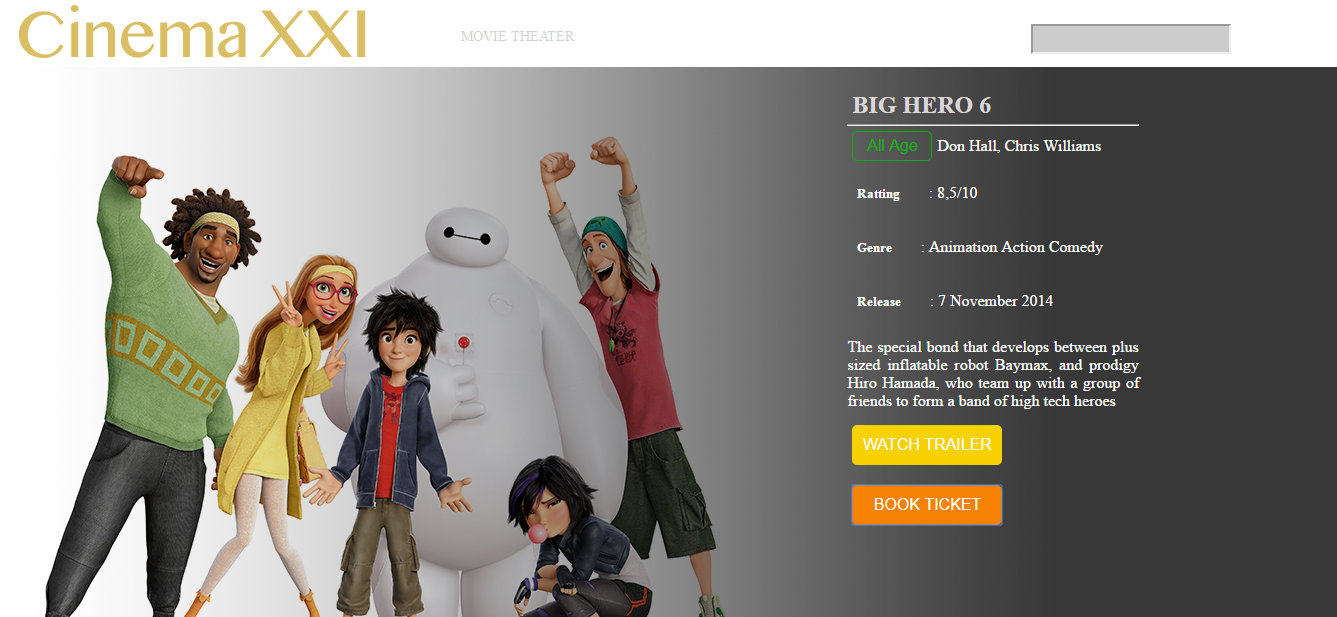 Cinema XXI
MOVIE THEATER
BIG HERO 6
All Age Don Hall, Chris Williams
Ratting : 8,5/10
Genre : Animation Action Comedy
Release : 7 November 2014
The special bond that develops between plus
sized inflatable robot Baymax, and prodigy
Hiro Hamada, who team up with a group of
friends to form a band of high tech heroes
WATCH TRAILER
BOOK TICKET